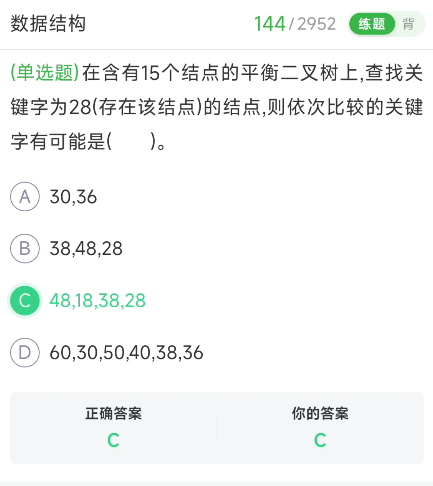 数据结构
144/2952
练题 背
(单选题)在含有15个结点的平衡二叉树上,查找关
键字为28(存在该结点)的结点,则依次比较的关键
字有可能是( )。
A 30,36
B 38,48,28
C 48,18,38,28
D 60,30,50,40,38,36
正确答案 你的答案
C C